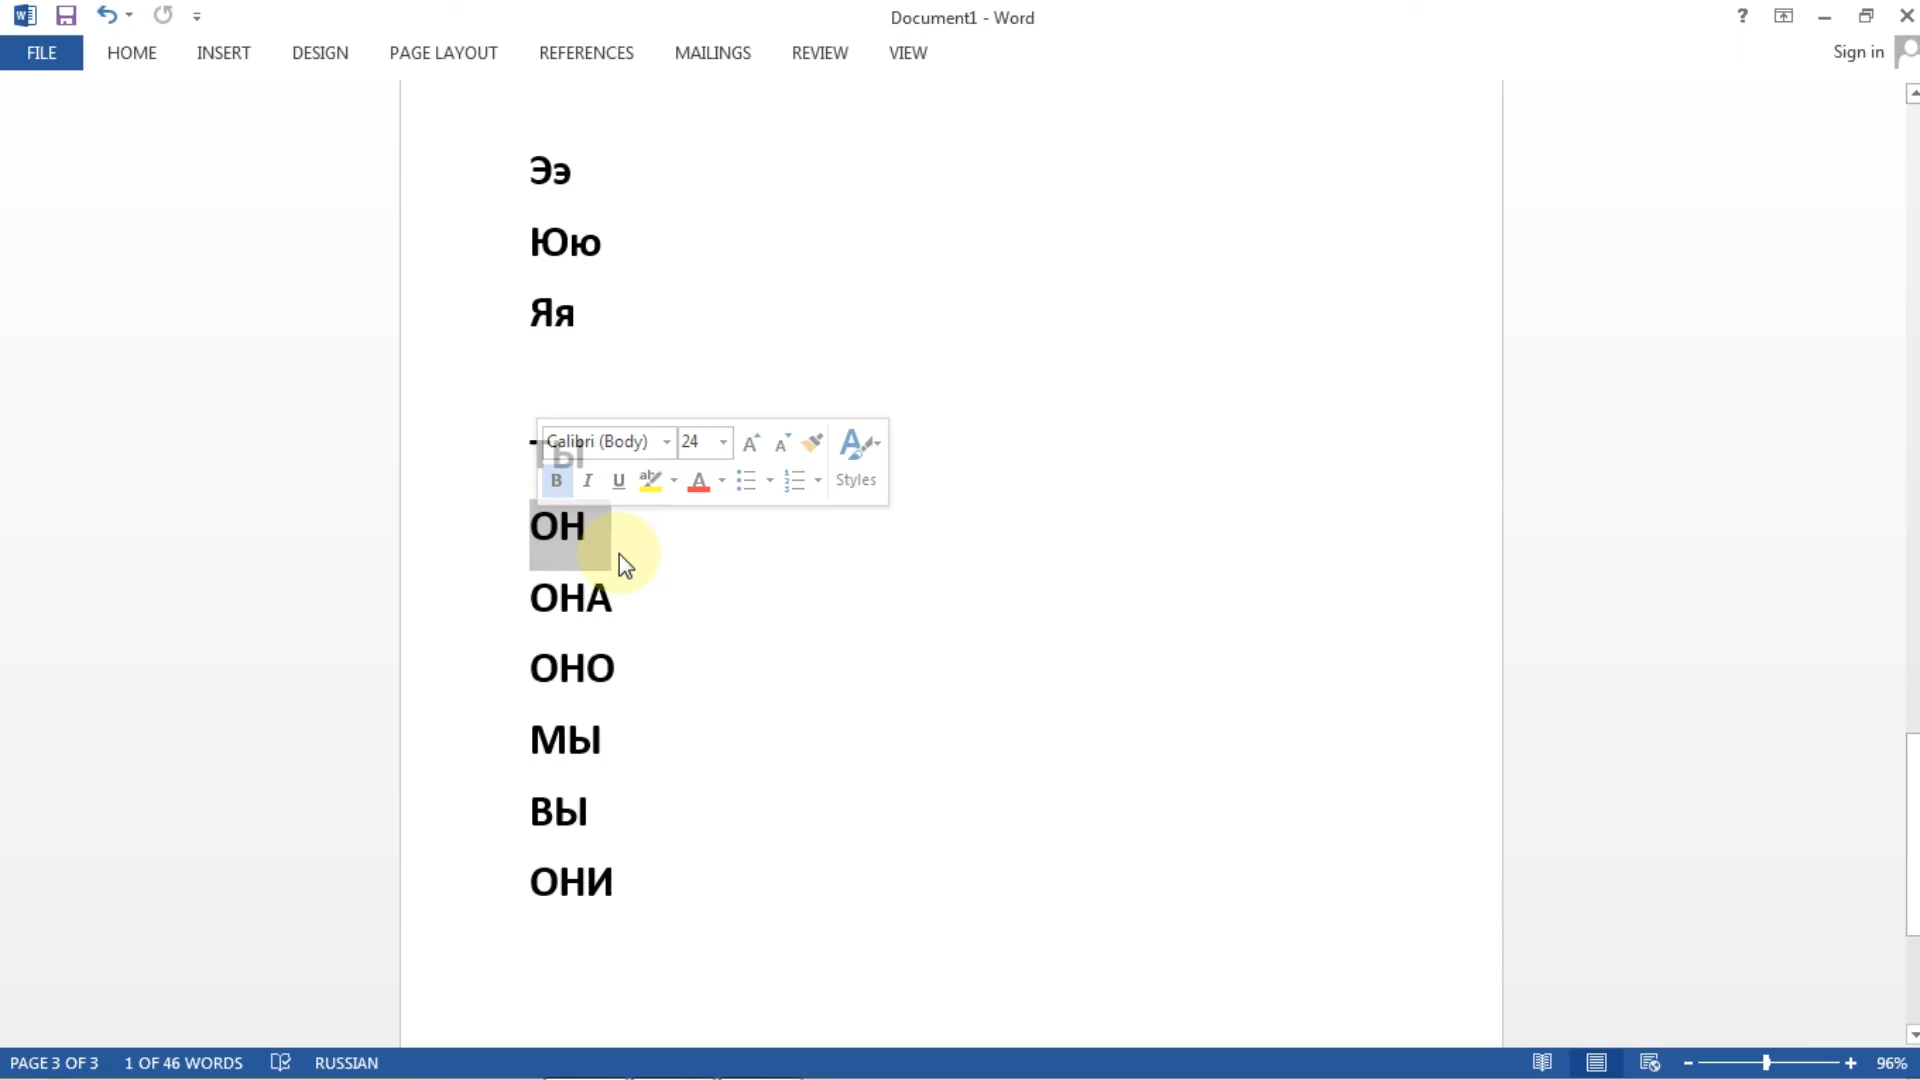 Document1 - Word
FILE HOME INSERT DESIGN PAGE LAYOUT REFERENCES MAILINGS REVIEW VIEW Sign in
Ээ
Юю
Яя
Calibri (Body) 24
ТЫ
B I U Styles
ОН
ОНА
ОНО
МЫ
ВЫ
ОНИ
PAGE 3 OF 3 1 OF 46 WORDS RUSSIAN 96%